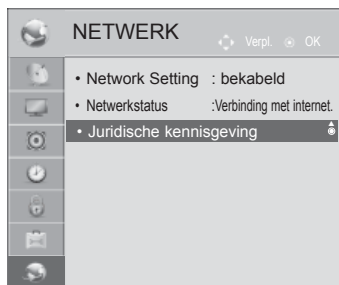 NETWERK
Verpl. OK
• Network Setting : bekabeld
• Netwerkstatus :Verbinding met internet.
• Juridische kennisgeving